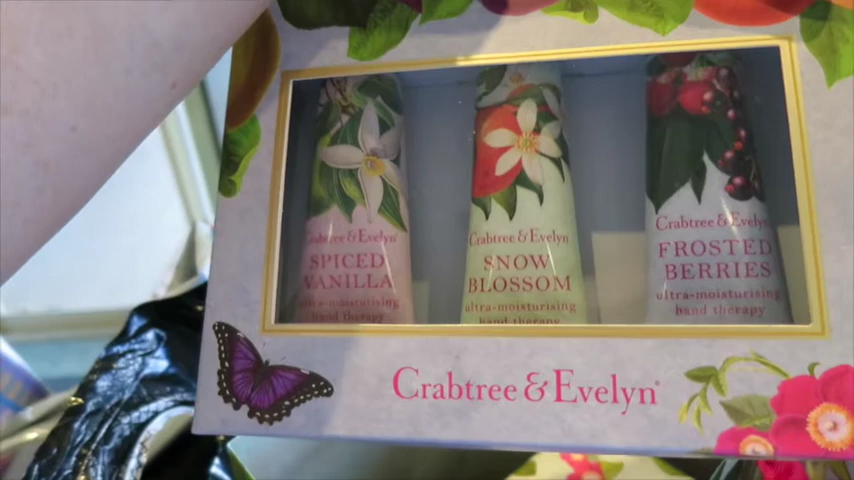 Crabtree & Evelyn
SPICED
VANILLA
ultra-moisturising
hand therapy
Crabtree & Evelyn
SNOW
BLOSSOM
ultra-moisturising
hand therapy
Crabtree & Evelyn
FROSTED
BERRIES
ultra-moisturising
hand therapy
Crabtree & Evelyn®